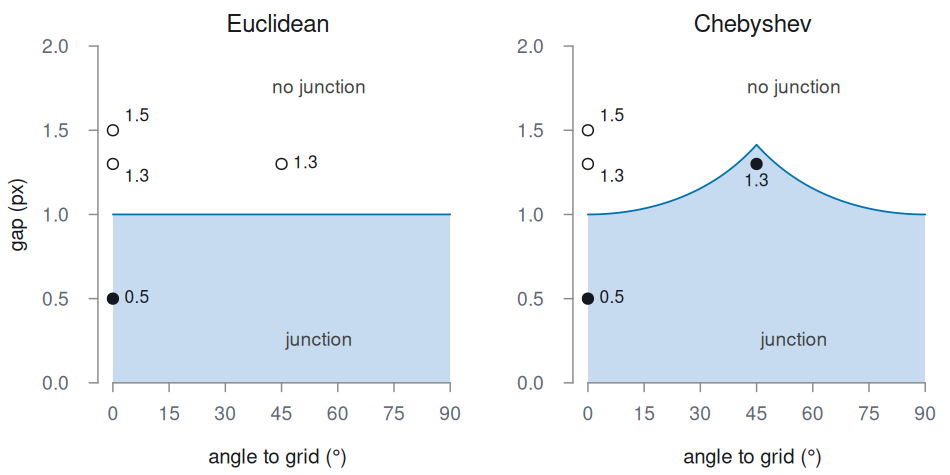 Euclidean
2.0
no junction
1.5
1.5
1.3
1.3
1.0
gap (px)
0.5
0.5
junction
0.0
0 15 30 45 60 75 90
angle to grid (°)
Chebyshev
2.0
no junction
1.5
1.5
1.3
1.3
1.0
0.5
0.5
junction
0.0
0 15 30 45 60 75 90
angle to grid (°)